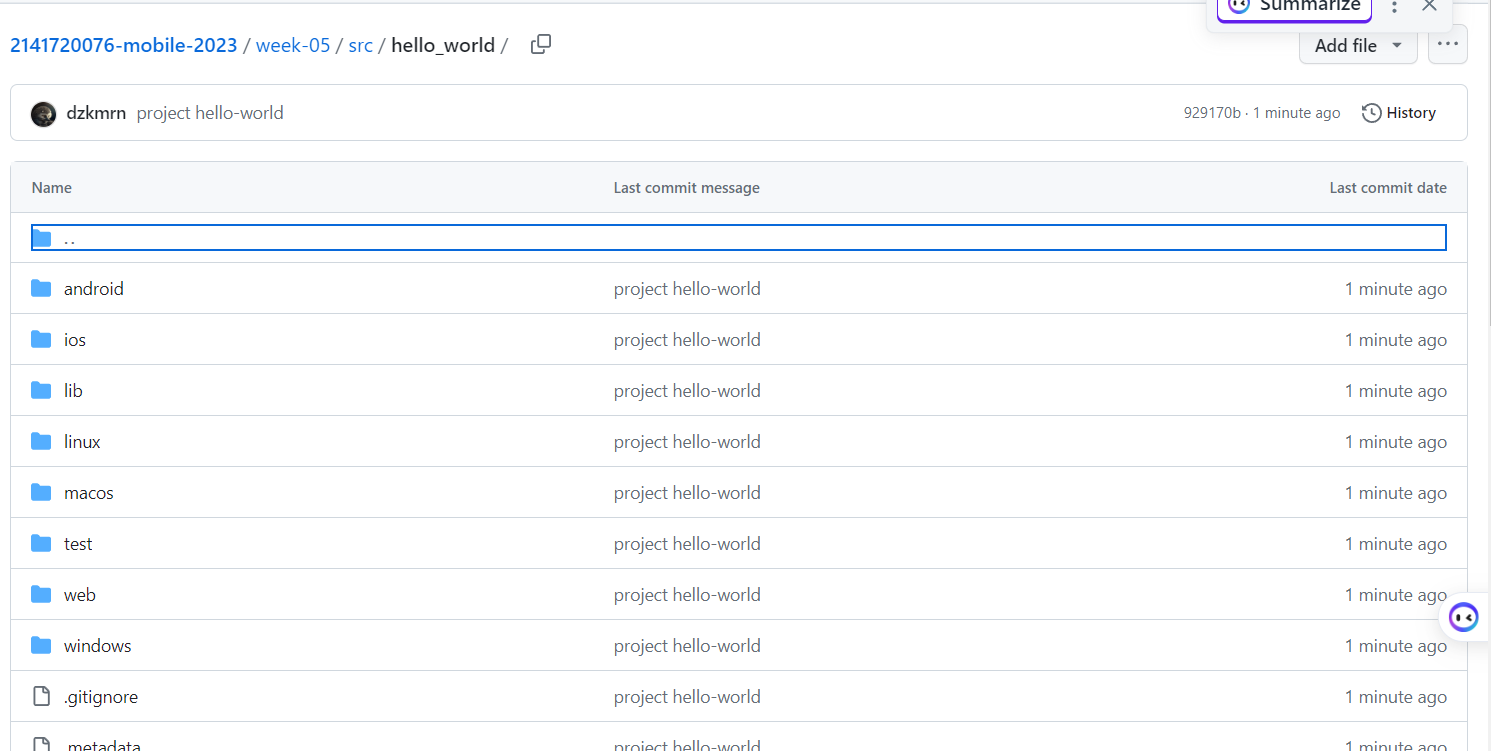 Summarize
2141720076-mobile-2023 / week-05 / src / hello_world /
Add file
dzkmrn project hello-world 929170b · 1 minute ago History
Name Last commit message Last commit date
..
android project hello-world 1 minute ago
ios project hello-world 1 minute ago
lib project hello-world 1 minute ago
linux project hello-world 1 minute ago
macos project hello-world 1 minute ago
test project hello-world 1 minute ago
web project hello-world 1 minute ago
windows project hello-world 1 minute ago
.gitignore project hello-world 1 minute ago
.metadata project hello-world 1 minute ago